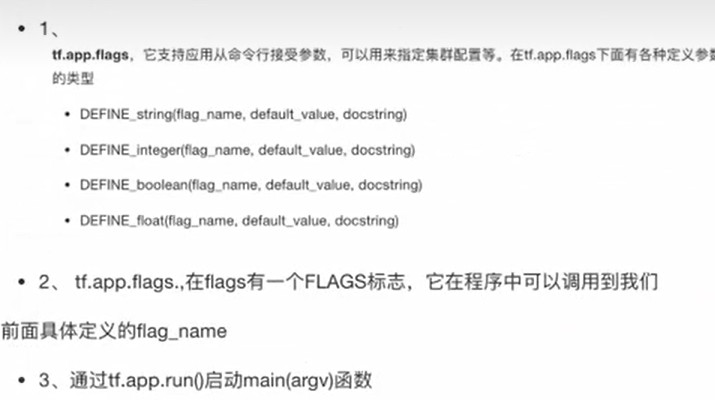 • 1、
tf.app.flags，它支持应用从命令行接受参数，可以用来指定集群配置等。在tf.app.flags下面有各种定义参数
的类型
• DEFINE_string(flag_name, default_value, docstring)
• DEFINE_integer(flag_name, default_value, docstring)
• DEFINE_boolean(flag_name, default_value, docstring)
• DEFINE_float(flag_name, default_value, docstring)
• 2、 tf.app.flags.,在flags有一个FLAGS标志，它在程序中可以调用到我们
前面具体定义的flag_name
• 3、通过tf.app.run()启动main(argv)函数